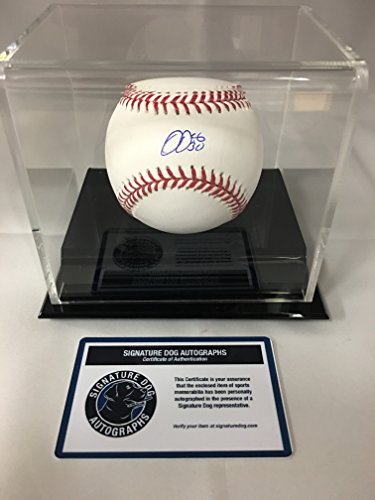 SIGNATURE DOG AUTOGRAPHS
Certificate of Authentication
SIGNATURE DOG
AUTOGRAPHS
This Certificate is your assurance
that the enclosed item of sports
memorabilia has been personally
autographed in the presence of a
Signature Dog representative.
Verify your item at signaturedog.com